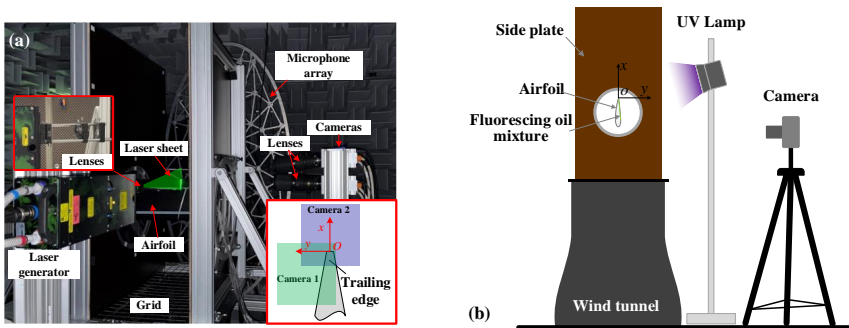 (a)
Microphone
array
Cameras
Lenses
Laser sheet
Lenses
Airfoil
Laser
generator
Grid
Camera 2
x
y
O
Camera 1
Trailing
edge
Side plate
UV Lamp
x
Airfoil
o
y
Fluorescing oil
mixture
Camera
Wind tunnel
(b)